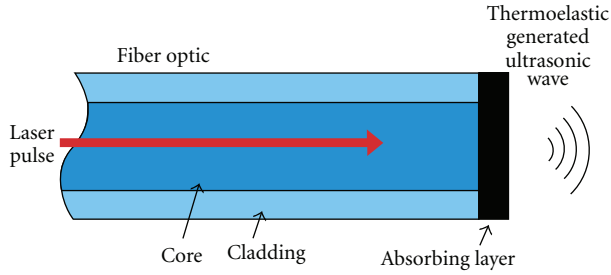 Thermoelastic
generated
ultrasonic
wave
Fiber optic
Laser
pulse
Core
Cladding
Absorbing layer